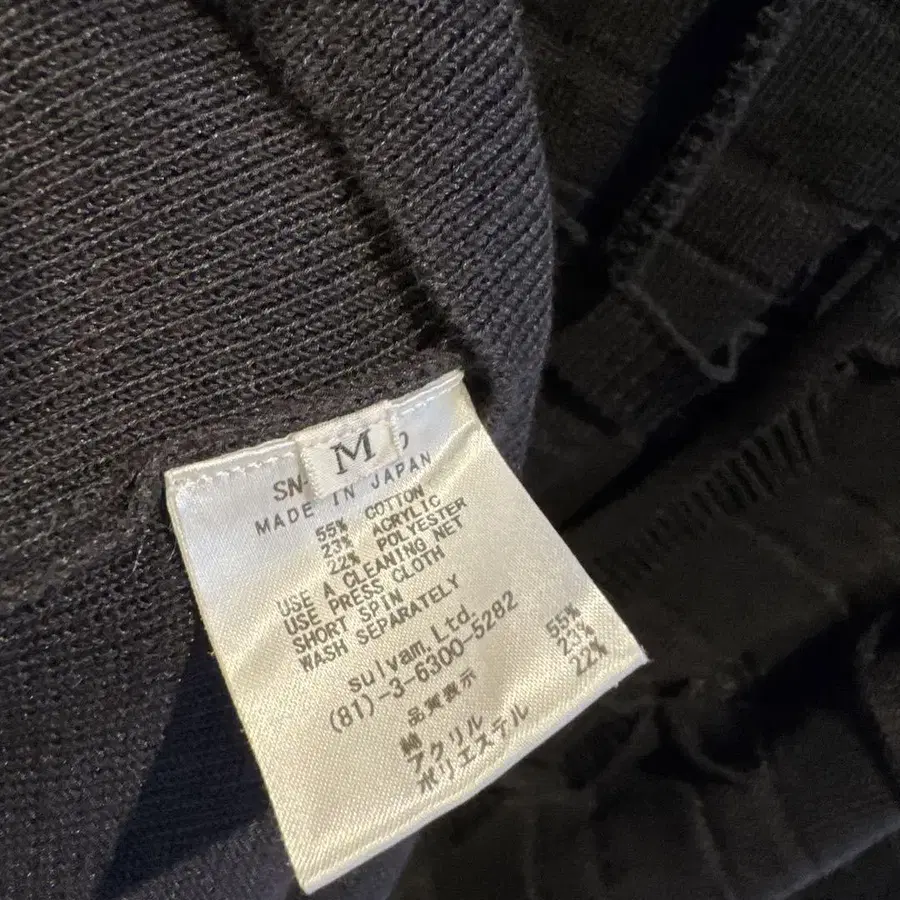 M
SN
MADE IN JAPAN
55% COTTON
23% ACRYLIC
22% POLYESTER
USE A CLEANING NET
USE PRESS CLOTH
SHORT SPIN
WASH SEPARATELY
sulvam.Ltd.
(81)-3-6300-5282
品質表示
綿 55%
アクリル 23%
ポリエステル 22%